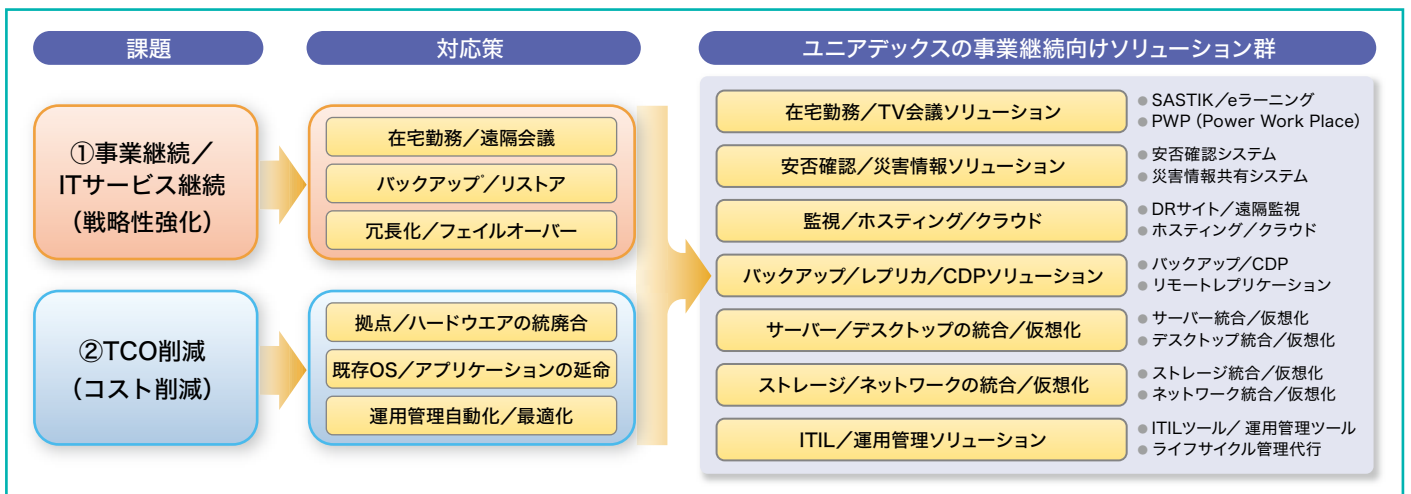 課題
対応策
ユニアデックスの事業継続向けソリューション群
①事業継続／
ITサービス継続
（戦略性強化）
在宅勤務／遠隔会議
バックアップ／リストア
冗長化／フェイルオーバー
②TCO削減
（コスト削減）
拠点／ハードウエアの統廃合
既存OS／アプリケーションの延命
運用管理自動化／最適化
在宅勤務／TV会議ソリューション
●SASTIK／eラーニング
●PWP（Power Work Place）
安否確認／災害情報ソリューション
●安否確認システム
●災害情報共有システム
監視／ホスティング／クラウド
●DRサイト／遠隔監視
●ホスティング／クラウド
バックアップ／レプリカ／CDPソリューション
●バックアップ／CDP
●リモートレプリケーション
サーバー／デスクトップの統合／仮想化
●サーバー統合／仮想化
●デスクトップ統合／仮想化
ストレージ／ネットワークの統合／仮想化
●ストレージ統合／仮想化
●ネットワーク統合／仮想化
ITIL／運用管理ソリューション
●ITILツール／ 運用管理ツール
●ライフサイクル管理代行